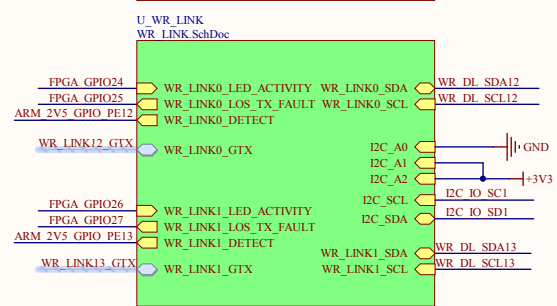 U_WR_LINK
WR_LINK.SchDoc
FPGA_GPIO24 WR_LINK0_LED_ACTIVITY WR_LINK0_SDA WR_DL_SDA12
FPGA_GPIO25 WR_LINK0_LOS_TX_FAULT WR_LINK0_SCL WR_DL_SCL12
ARM_2V5_GPIO_PE12 WR_LINK0_DETECT
WR_LINK12_GTX WR_LINK0_GTX I2C_A0 GND
I2C_A1
I2C_A2 +3V3
I2C_SCL I2C_IO_SC1
FPGA_GPIO26 WR_LINK1_LED_ACTIVITY I2C_SDA I2C_IO_SD1
FPGA_GPIO27 WR_LINK1_LOS_TX_FAULT
ARM_2V5_GPIO_PE13 WR_LINK1_DETECT WR_LINK1_SDA WR_DL_SDA13
WR_LINK13_GTX WR_LINK1_GTX WR_LINK1_SCL WR_DL_SCL13